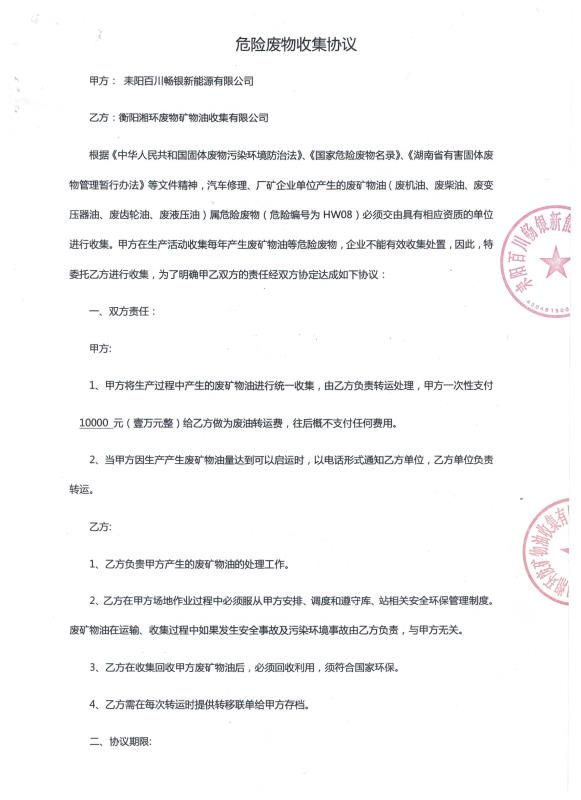 危险废物收集协议
甲方： 耒阳百川畅银新能源有限公司
乙方：衡阳湘环废物矿物油收集有限公司
根据《中华人民共和国固体废物污染环境防治法》、《国家危险废物名录》、《湖南省有害固体废
物管理暂行办法》等文件精神，汽车修理、厂矿企业单位产生的废矿物油（废机油、废柴油、废变
压器油、废齿轮油、废液压油）属危险废物（危险编号为 HW08）必须交由具有相应资质的单位
进行收集。甲方在生产活动收集每年产生废矿物油等危险废物，企业不能有效收集处置，因此，特
委托乙方进行收集，为了明确甲乙双方的责任经双方协定达成如下协议：
一、双方责任：
甲方:
1、甲方将生产过程中产生的废矿物油进行统一收集，由乙方负责转运处理，甲方一次性支付
10000 元（壹万元整）给乙方做为废油转运费，往后概不支付任何费用。
2、当甲方因生产产生废矿物油量达到可以启运时，以电话形式通知乙方单位，乙方单位负责
转运。
乙方:
1、乙方负责甲方产生的废矿物油的处理工作。
2、乙方在甲方场地作业过程中必须服从甲方安排、调度和遵守库、站相关安全环保管理制度。
废矿物油在运输、收集过程中如果发生安全事故及污染环境事故由乙方负责，与甲方无关。
3、乙方在收集回收甲方废矿物油后，必须回收利用，须符合国家环保。
4、乙方需在每次转运时提供转移联单给甲方存档。
二、协议期限:
耒阳百川畅银新能
矿物油收集有